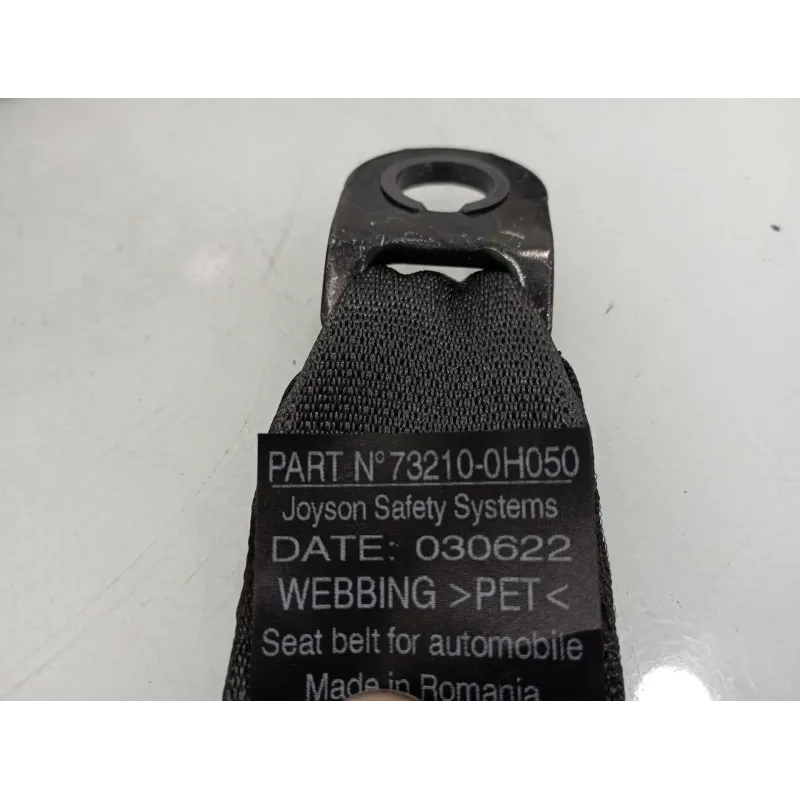 PART N° 73210-0H050
Joyson Safety Systems
DATE: 030622
WEBBING >PET<
Seat belt for automobile
Made in Romania